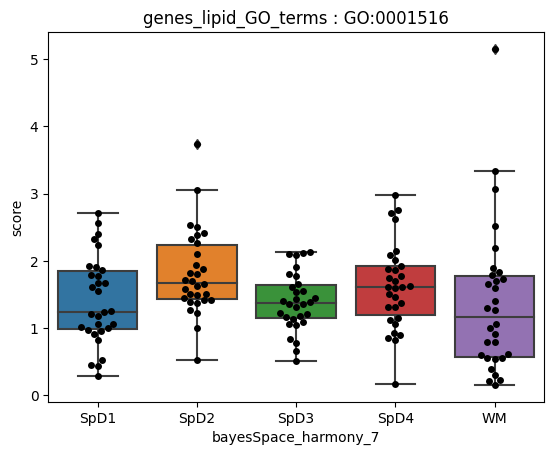 genes_lipid_GO_terms : GO:0001516
score
5
4
3
2
1
0
SpD1 SpD2 SpD3 SpD4 WM
bayesSpace_harmony_7